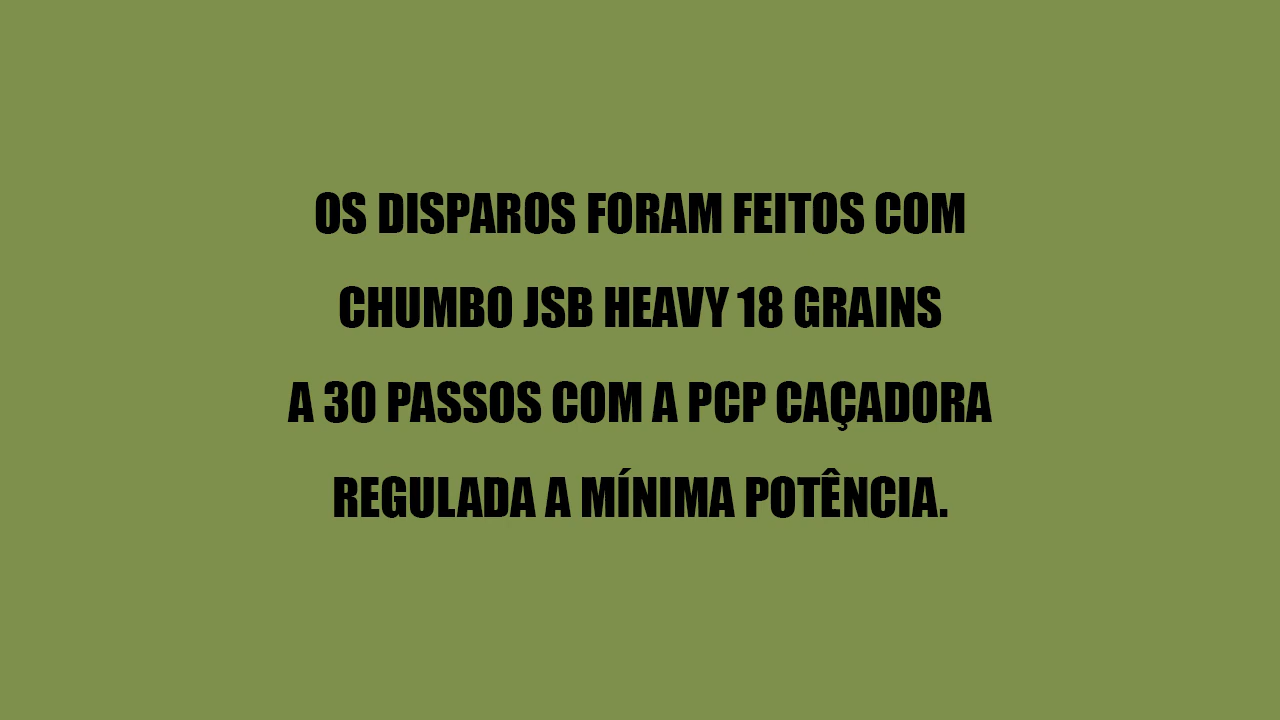 OS DISPAROS FORAM FEITOS COM
CHUMBO JSB HEAVY 18 GRAINS
A 30 PASSOS COM A PCP CAÇADORA
REGULADA A MÍNIMA POTÊNCIA.